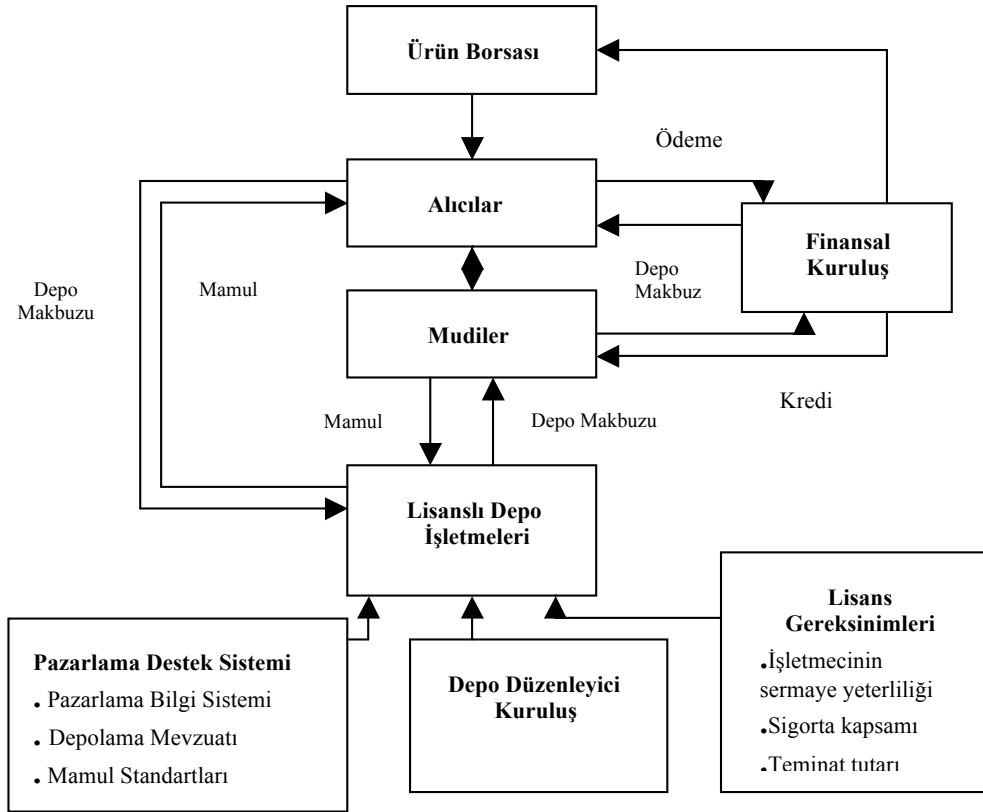 Ürün Borsası
Ödeme
Alıcılar
Finansal
Kuruluş
Depo
Makbuzu
Mamul
Depo
Makbuz
Mudiler
Kredi
Mamul
Depo Makbuzu
Lisanslı Depo
İşletmeleri
Pazarlama Destek Sistemi
. Pazarlama Bilgi Sistemi
. Depolama Mevzuatı
. Mamul Standartları
Depo Düzenleyici
Kuruluş
Lisans
Gereksinimleri
.İşletmecinin
sermaye yeterliliği
.Sigorta kapsamı
.Teminat tutarı